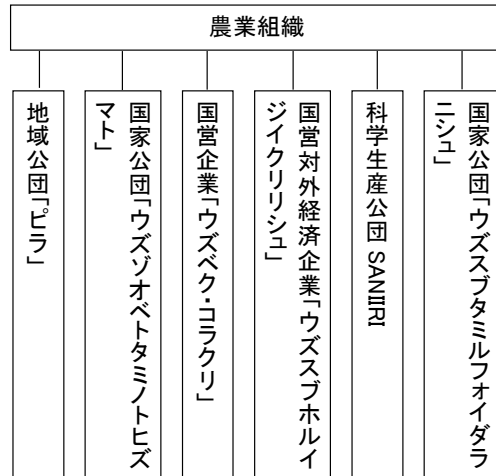 農業組織
地域公団「ピラ」
国家公団「ウズゾオベトタミノトヒズ
マト」
国営企業「ウズベク・コラクリ」
国営対外経済企業「ウズスブホルイ
ジイクリリシュ」
科学生産公団 SANIIRI
国家公団「ウズスブタミルフォイダラ
ニシュ」